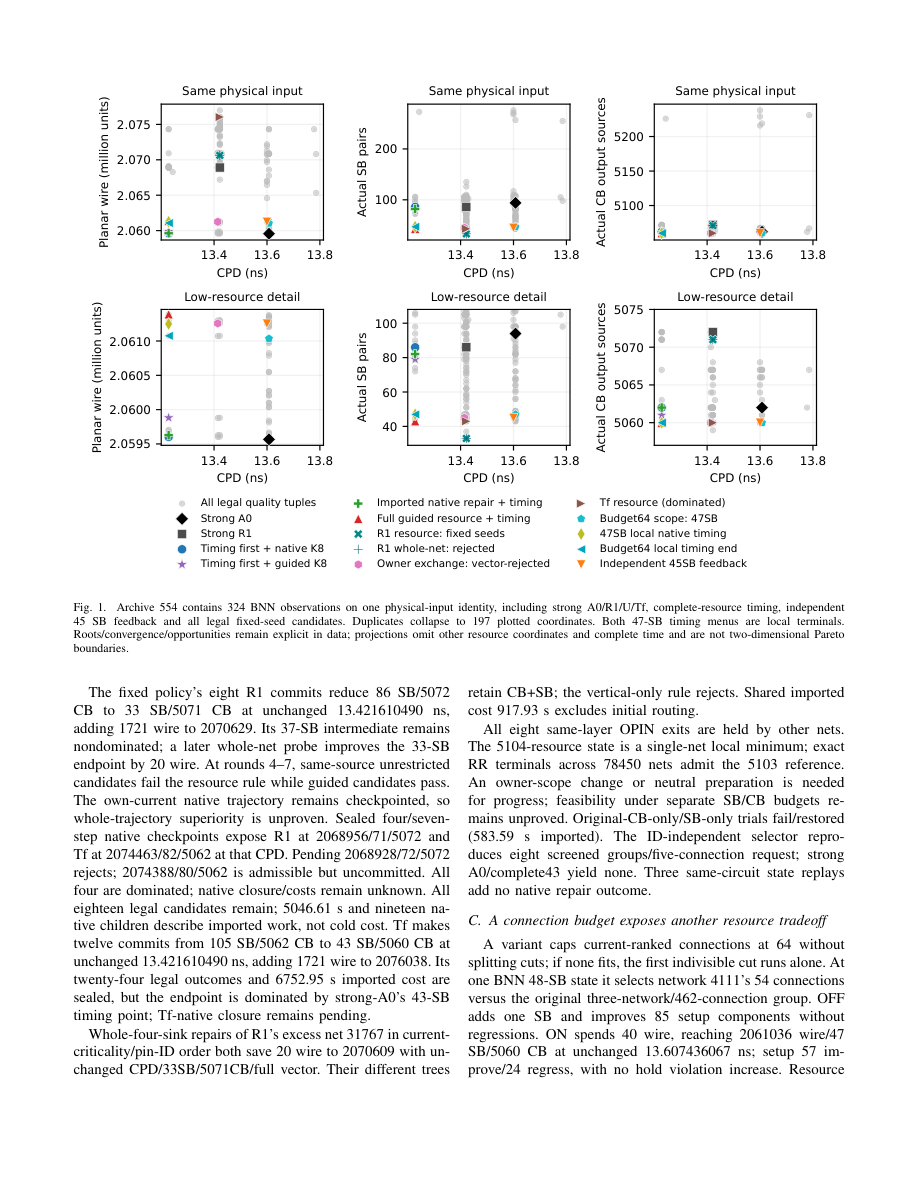 Same physical input
Same physical input
Same physical input
Planar wire (million units)
2.075
2.070
2.065
2.060
13.4
13.6
13.8
CPD (ns)
Actual SB pairs
200
100
13.4
13.6
13.8
CPD (ns)
Actual CB output sources
5200
5150
5100
13.4
13.6
13.8
CPD (ns)
Low-resource detail
Low-resource detail
Low-resource detail
Planar wire (million units)
2.0610
2.0605
2.0600
2.0595
13.4
13.6
13.8
CPD (ns)
Actual SB pairs
100
80
60
40
13.4
13.6
13.8
CPD (ns)
Actual CB output sources
5075
5070
5065
5060
13.4
13.6
13.8
CPD (ns)
All legal quality tuples
Strong A0
Strong R1
Timing first + native K8
Timing first + guided K8
Imported native repair + timing
Full guided resource + timing
R1 resource: fixed seeds
R1 whole-net: rejected
Owner exchange: vector-rejected
Tf resource (dominated)
Budget64 scope: 47SB
47SB local native timing
Budget64 local timing end
Independent 45SB feedback
Fig. 1. Archive 554 contains 324 BNN observations on one physical-input identity, including strong A0/R1/U/Tf, complete-resource timing, independent
45 SB feedback and all legal fixed-seed candidates. Duplicates collapse to 197 plotted coordinates. Both 47-SB timing menus are local terminals.
Roots/convergence/opportunities remain explicit in data; projections omit other resource coordinates and complete time and are not two-dimensional Pareto
boundaries.
The fixed policy's eight R1 commits reduce 86 SB/5072
CB to 33 SB/5071 CB at unchanged 13.421610490 ns,
adding 1721 wire to 2070629. Its 37-SB intermediate remains
nondominated; a later whole-net probe improves the 33-SB
endpoint by 20 wire. At rounds 4–7, same-source unrestricted
candidates fail the resource rule while guided candidates pass.
The own-current native trajectory remains checkpointed, so
whole-trajectory superiority is unproven. Sealed four/seven-
step native checkpoints expose R1 at 2068956/71/5072 and
Tf at 2074463/82/5062 at that CPD. Pending 2068928/72/5072
rejects; 2074388/80/5062 is admissible but uncommitted. All
four are dominated; native closure/costs remain unknown. All
eighteen legal candidates remain; 5046.61 s and nineteen na-
tive children describe imported work, not cold cost. Tf makes
twelve commits from 105 SB/5062 CB to 43 SB/5060 CB at
unchanged 13.421610490 ns, adding 1721 wire to 2076038. Its
twenty-four legal outcomes and 6752.95 s imported cost are
sealed, but the endpoint is dominated by strong-A0's 43-SB
timing point; Tf-native closure remains pending.
Whole-four-sink repairs of R1's excess net 31767 in current-
criticality/pin-ID order both save 20 wire to 2070609 with un-
changed CPD/33SB/5071CB/full vector. Their different trees
retain CB+SB; the vertical-only rule rejects. Shared imported
cost 917.93 s excludes initial routing.
All eight same-layer OPIN exits are held by other nets.
The 5104-resource state is a single-net local minimum; exact
RR terminals across 78450 nets admit the 5103 reference.
An owner-scope change or neutral preparation is needed
for progress; feasibility under separate SB/CB budgets re-
mains unproved. Original-CB-only/SB-only trials fail/restored
(583.59 s imported). The ID-independent selector repro-
duces eight screened groups/five-connection request; strong
A0/complete43 yield none. Three same-circuit state replays
add no native repair outcome.
C. A connection budget exposes another resource tradeoff
A variant caps current-ranked connections at 64 without
splitting cuts; if none fits, the first indivisible cut runs alone. At
one BNN 48-SB state it selects network 4111's 54 connections
versus the original three-network/462-connection group. OFF
adds one SB and improves 85 setup components without
regressions. ON spends 40 wire, reaching 2061036 wire/47
SB/5060 CB at unchanged 13.607436067 ns; setup 57 im-
prove/24 regress, with no hold violation increase. Resource